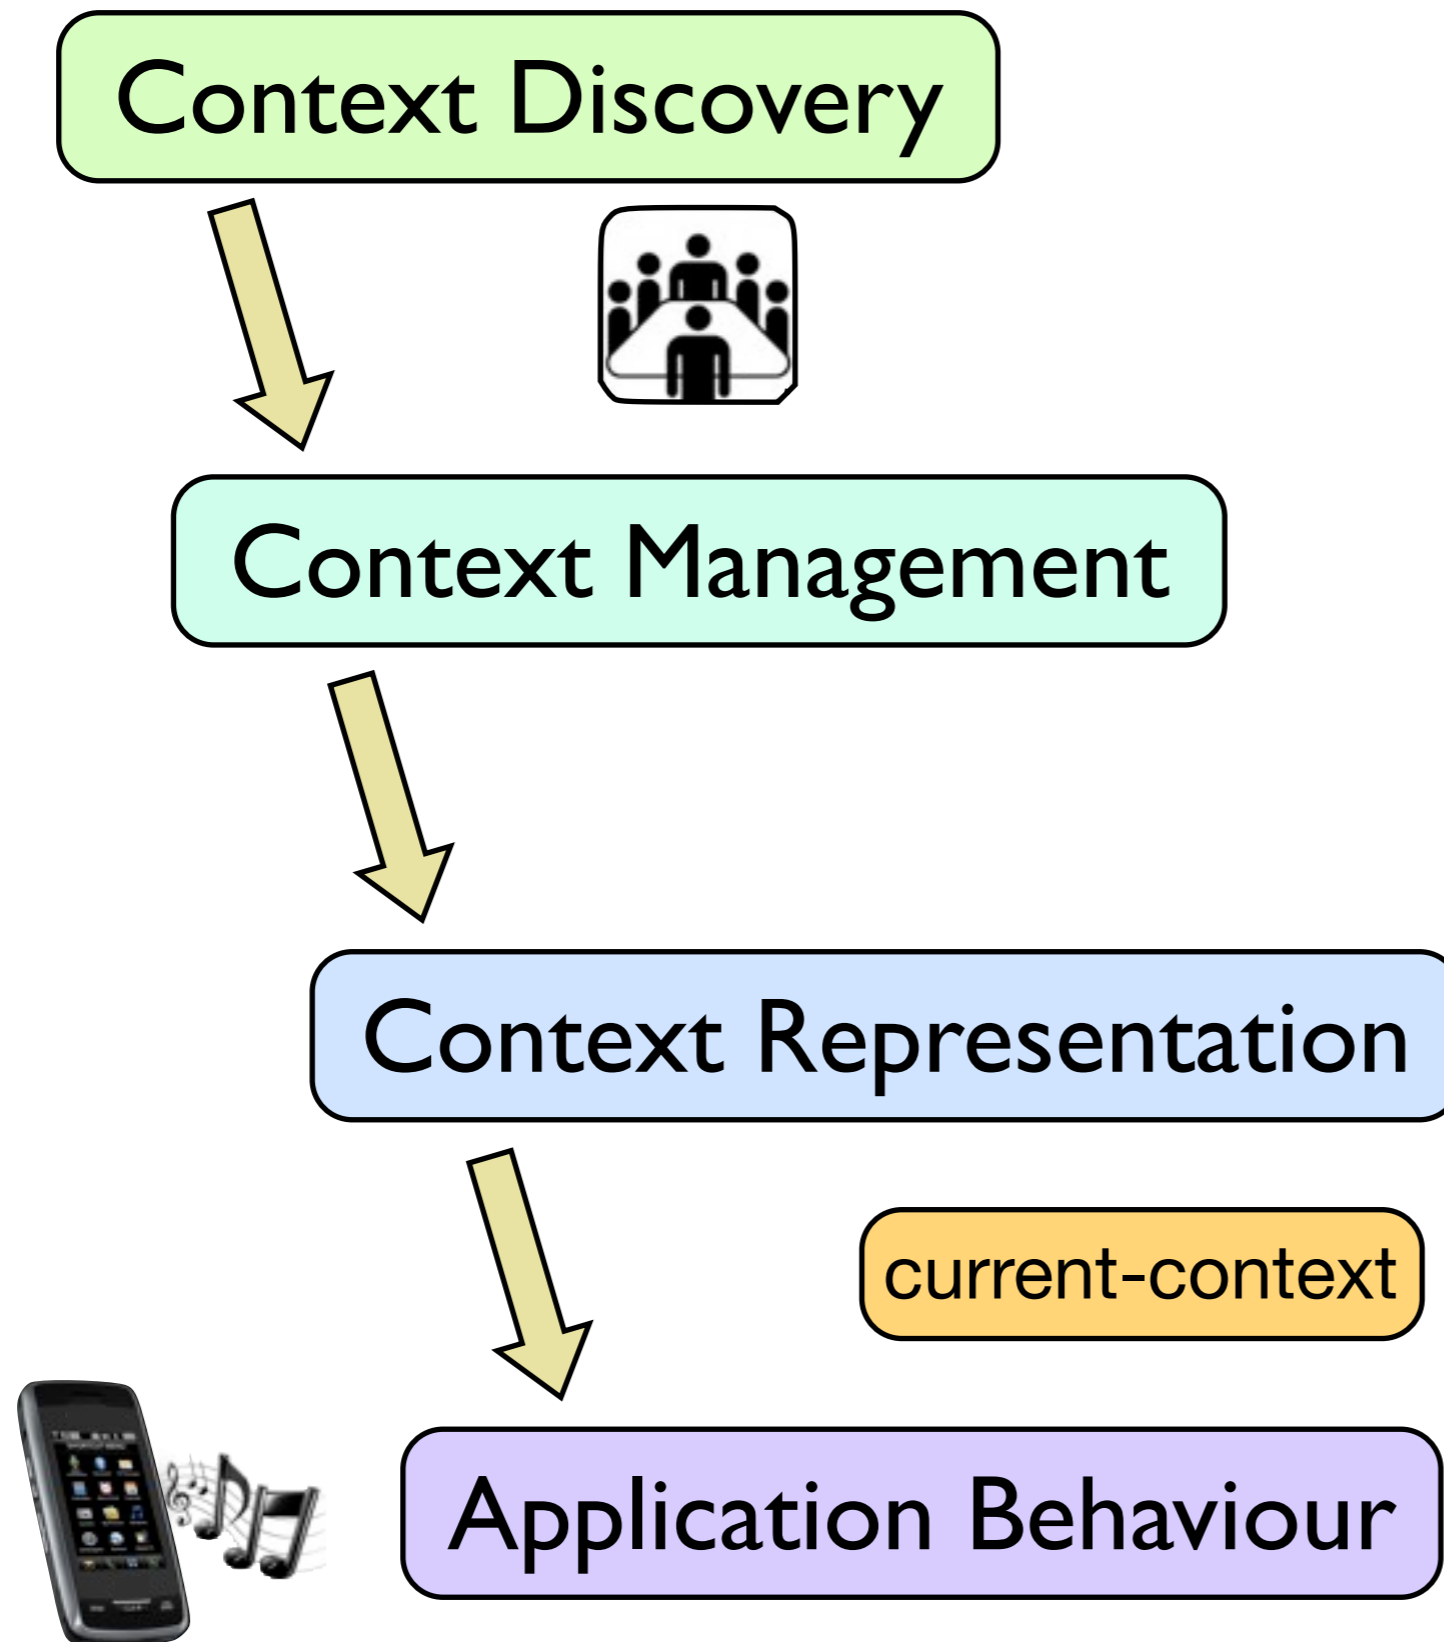 Context Discovery
Context Management
Context Representation
current-context
Application Behaviour